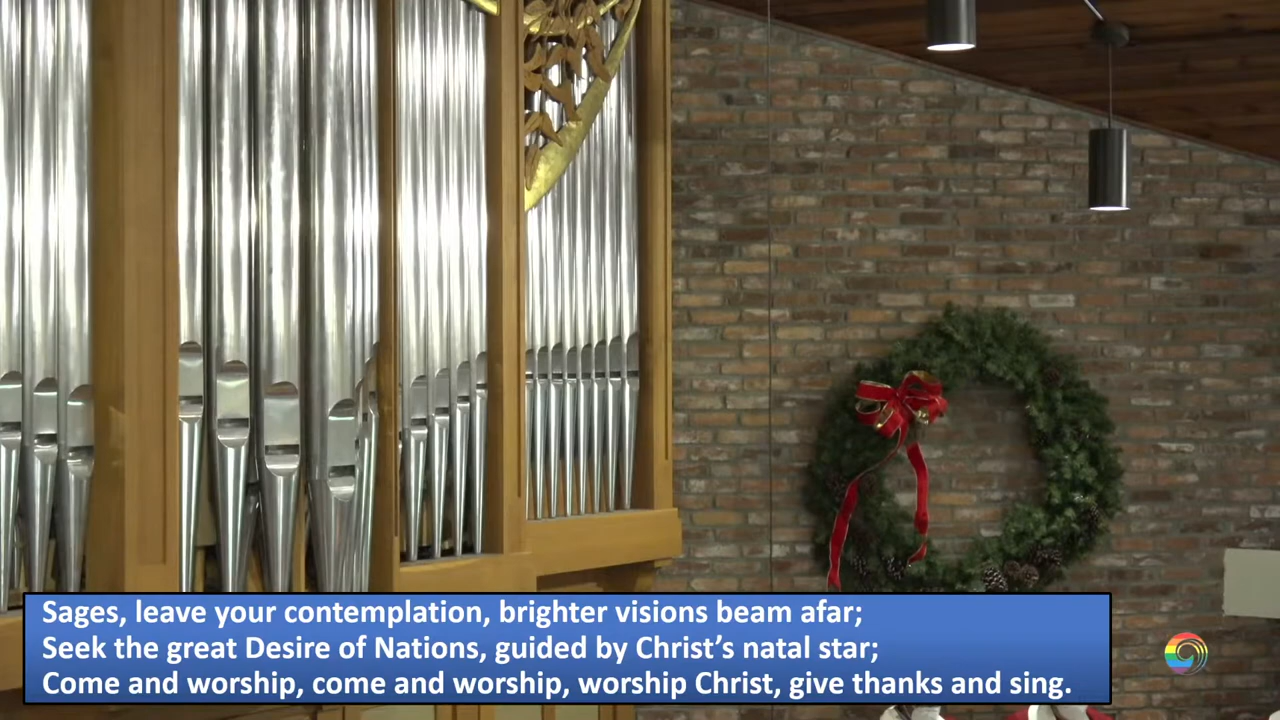 Sages, leave your contemplation, brighter visions beam afar;
Seek the great Desire of Nations, guided by Christ’s natal star;
Come and worship, come and worship, worship Christ, give thanks and sing.